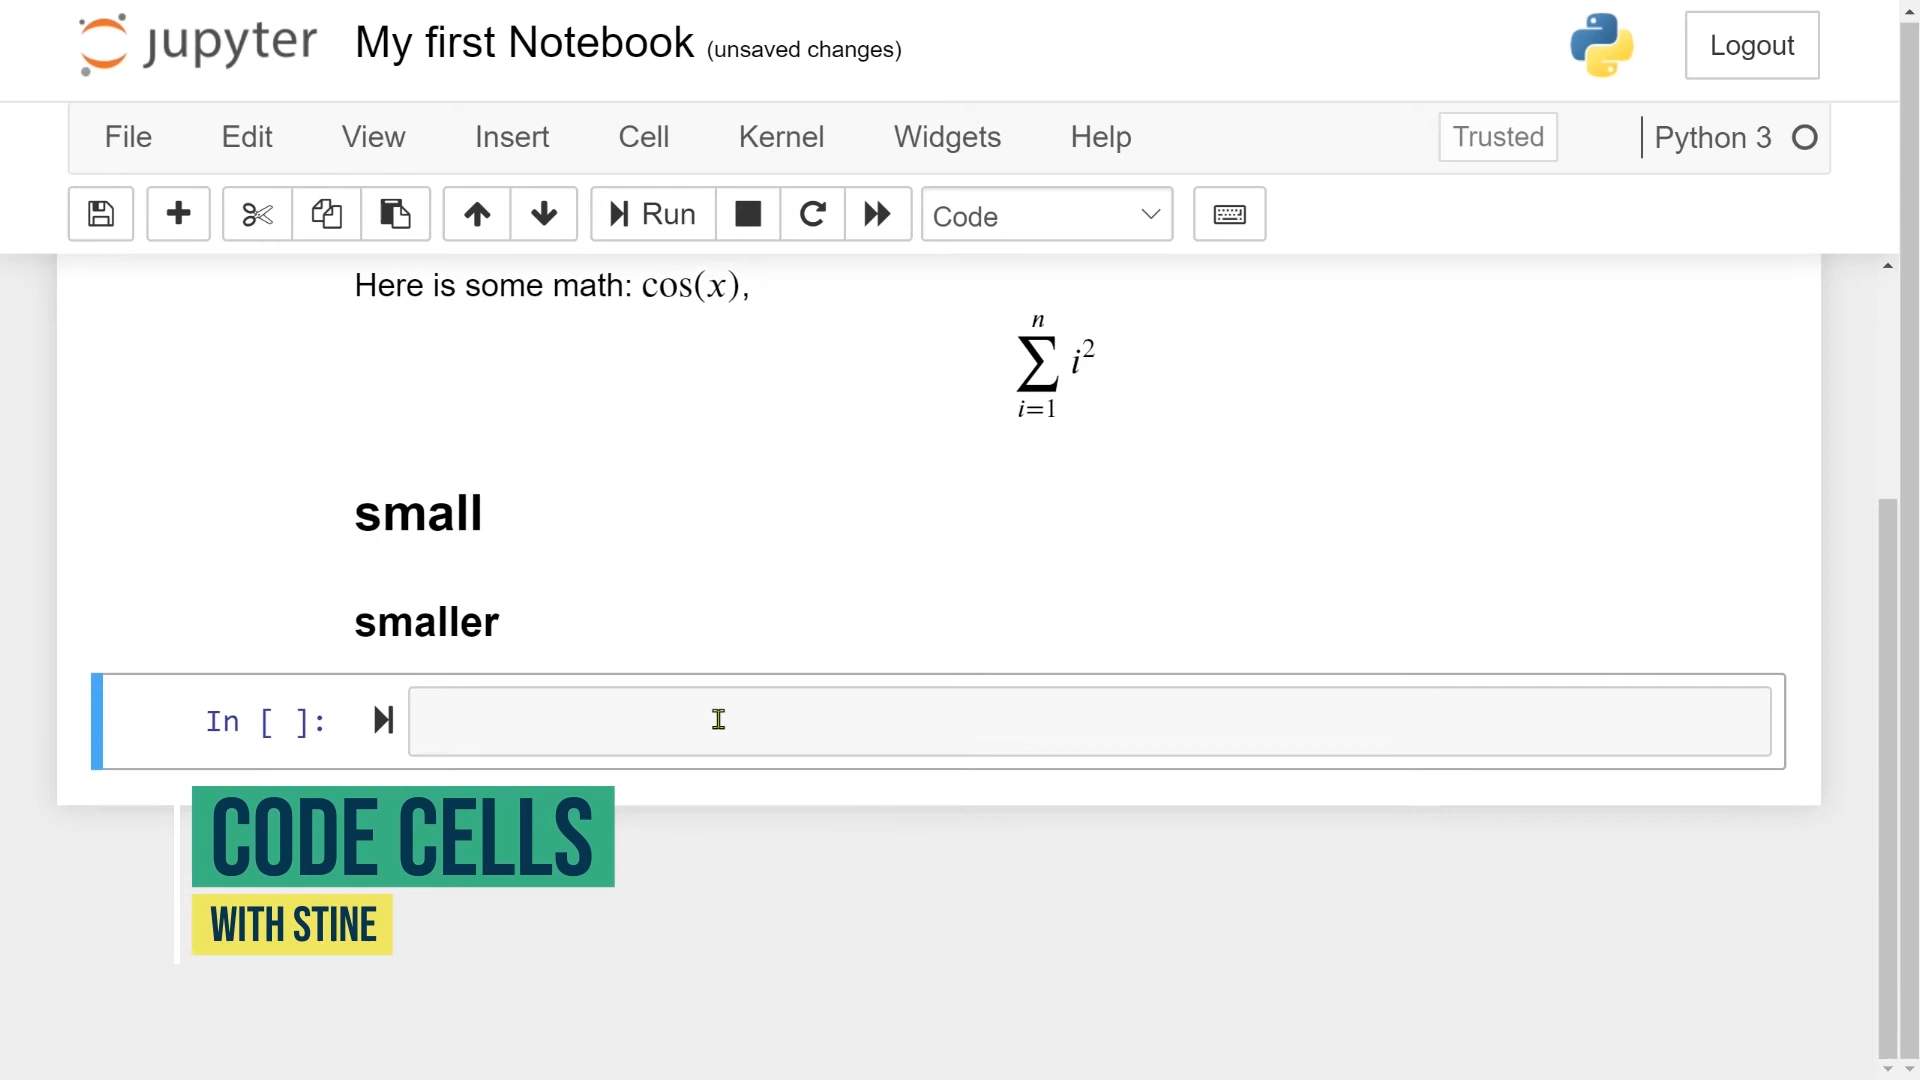 jupyter My first Notebook (unsaved changes) Logout
File Edit View Insert Cell Kernel Widgets Help Trusted Python 3
Run Code
Here is some math: cos(x),
n
∑ i²
i=1
small
smaller
In [ ]:
CODE CELLS
WITH STINE